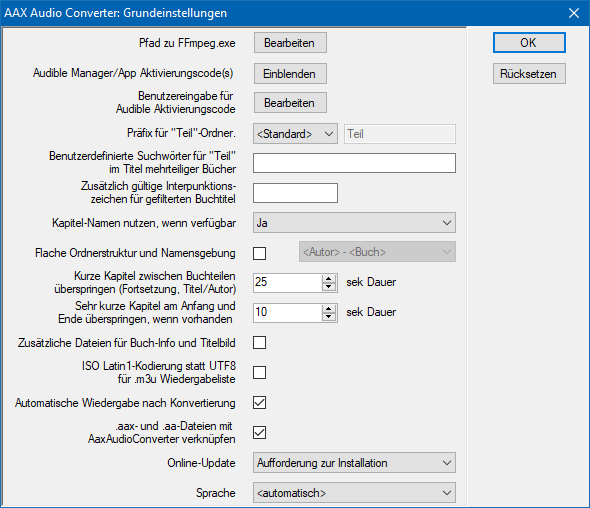 AAX Audio Converter: Grundeinstellungen
Pfad zu FFmpeg.exe Bearbeiten OK
Audible Manager/App Aktivierungscode(s) Einblenden Rücksetzen
Benutzereingabe für
Audible Aktivierungscode Bearbeiten
Präfix für "Teil"-Ordner. <Standard> Teil
Benutzerdefinierte Suchwörter für "Teil"
im Titel mehrteiliger Bücher
Zusätzlich gültige Interpunktions-
zeichen für gefilterten Buchtitel
Kapitel-Namen nutzen, wenn verfügbar Ja
Flache Ordnerstruktur und Namensgebung <Autor> - <Buch>
Kurze Kapitel zwischen Buchteilen
überspringen (Fortsetzung, Titel/Autor) 25 sek Dauer
Sehr kurze Kapitel am Anfang und
Ende überspringen, wenn vorhanden 10 sek Dauer
Zusätzliche Dateien für Buch-Info und Titelbild
ISO Latin1-Kodierung statt UTF8
für .m3u Wiedergabeliste
Automatische Wiedergabe nach Konvertierung
.aax- und .aa-Dateien mit
AaxAudioConverter verknüpfen
Online-Update Aufforderung zur Installation
Sprache <automatisch>